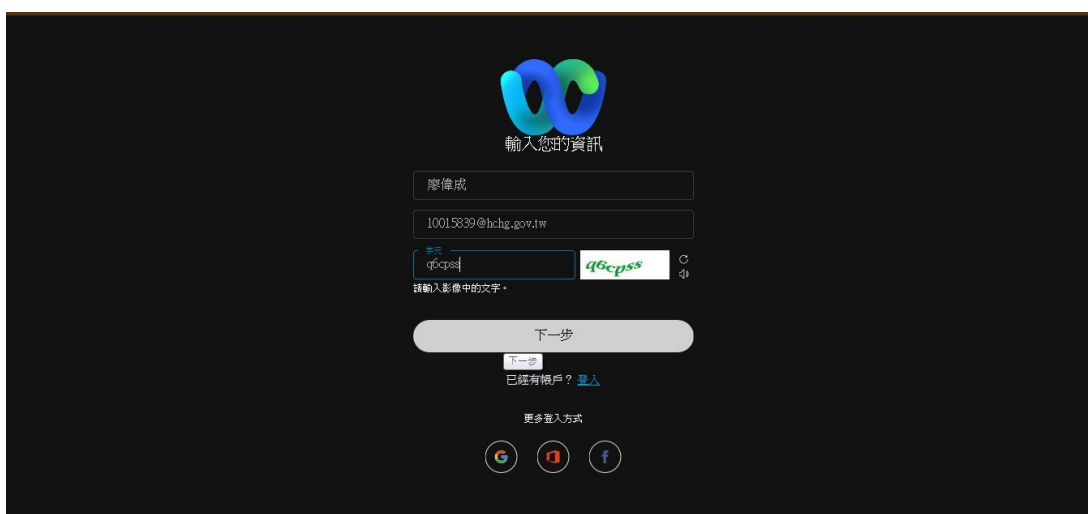 輸入您的資訊
廖偉成
10015839@hchg.gov.tw
字元
q6cpss
q6cpss
請輸入影像中的文字。
下一步
下一步
已經有帳戶？ 登入
更多登入方式